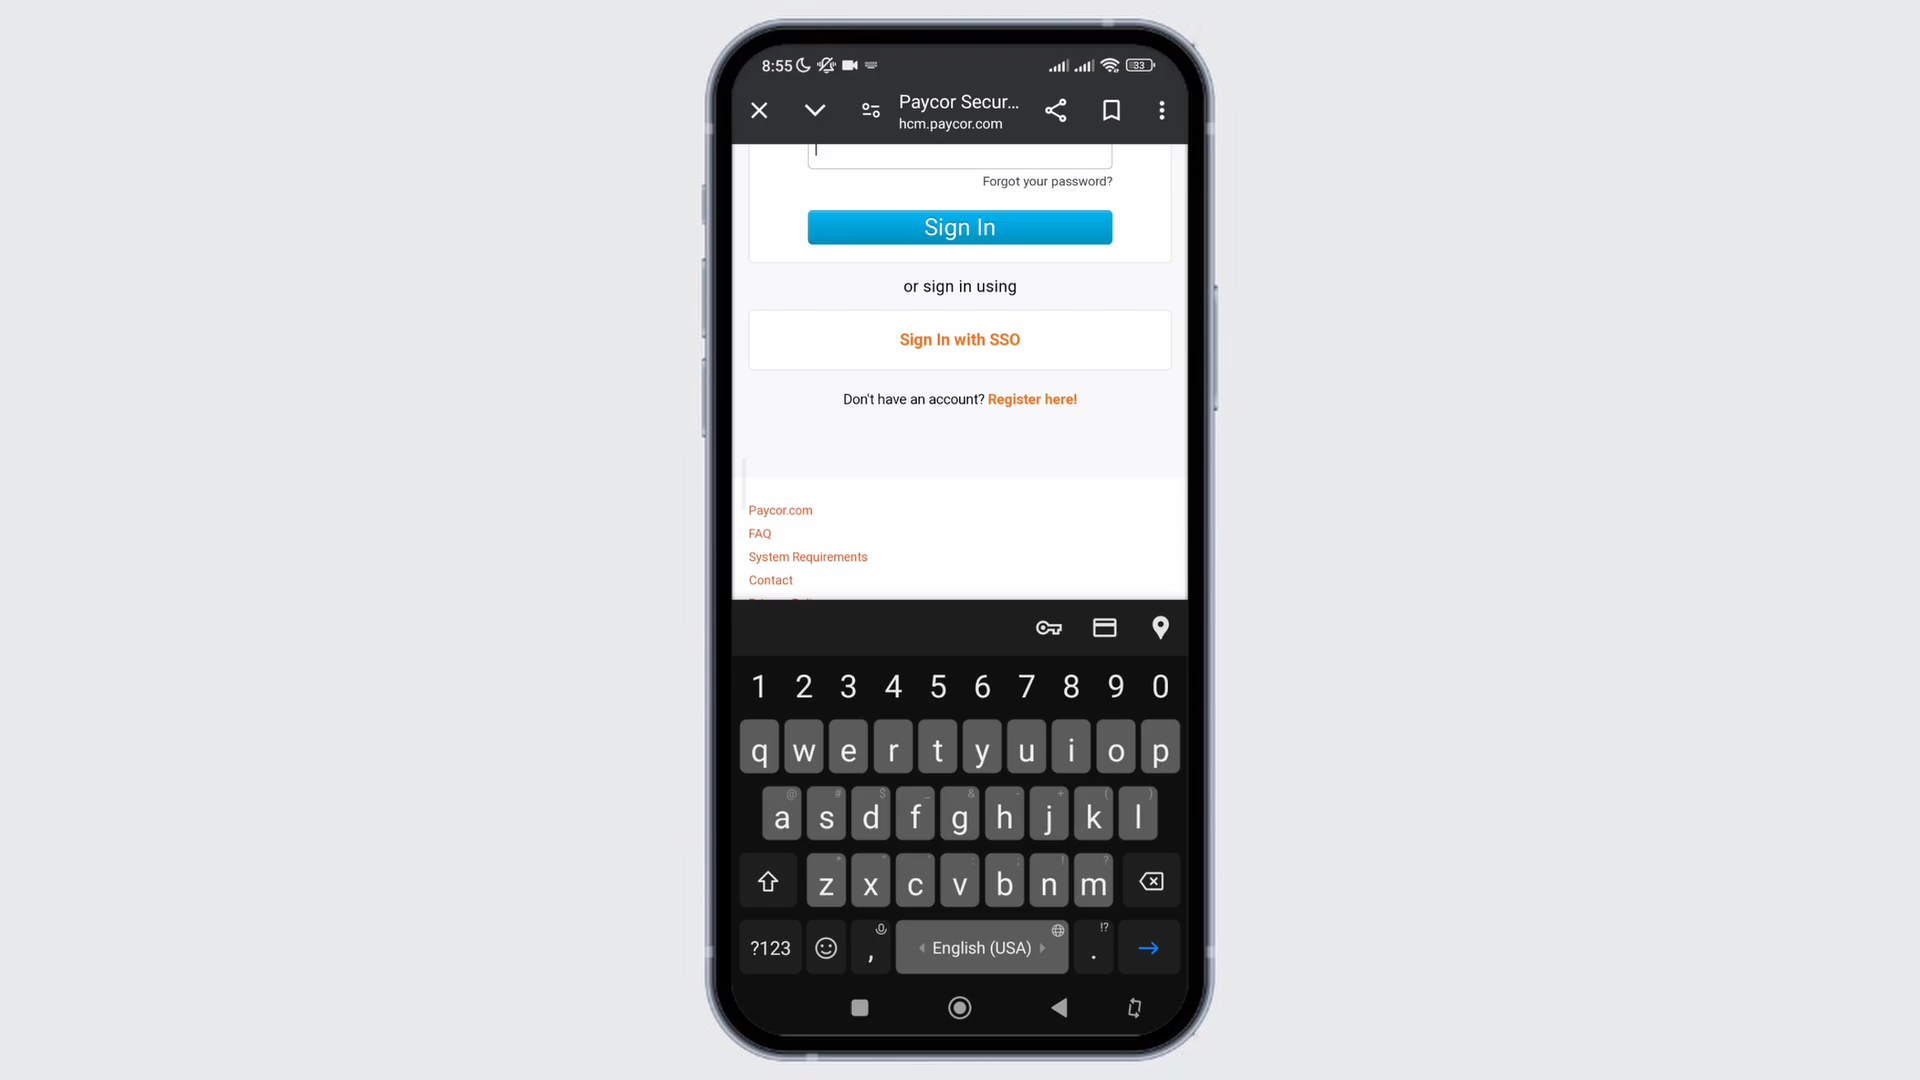 8:55
33
Paycor Secur...
hcm.paycor.com
Forgot your password?
Sign In
or sign in using
Sign In with SSO
Don't have an account? Register here!
Paycor.com
FAQ
System Requirements
Contact
1 2 3 4 5 6 7 8 9 0
q w e r t y u i o p
@ # $ _ & - + ( )
a s d f g h j k l
* " ' : ; ! ?
z x c v b n m
!?
?123 , English (USA) .